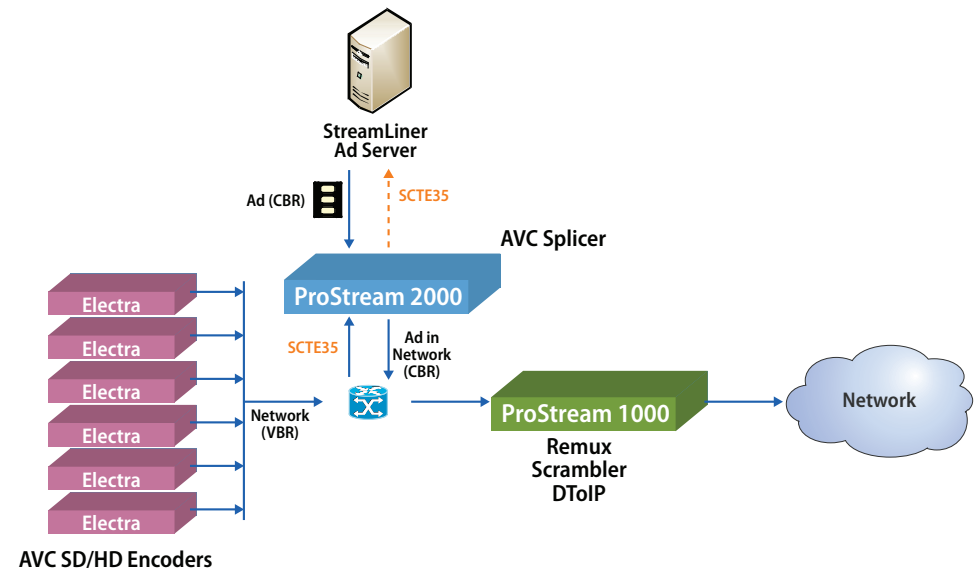 StreamLiner
Ad Server
Ad (CBR)
SCTE35
AVC Splicer
ProStream 2000
Electra
Electra
Electra
Electra
Electra
Electra
AVC SD/HD Encoders
SCTE35
Ad in
Network
(CBR)
Network
(VBR)
ProStream 1000
Remux
Scrambler
DToIP
Network